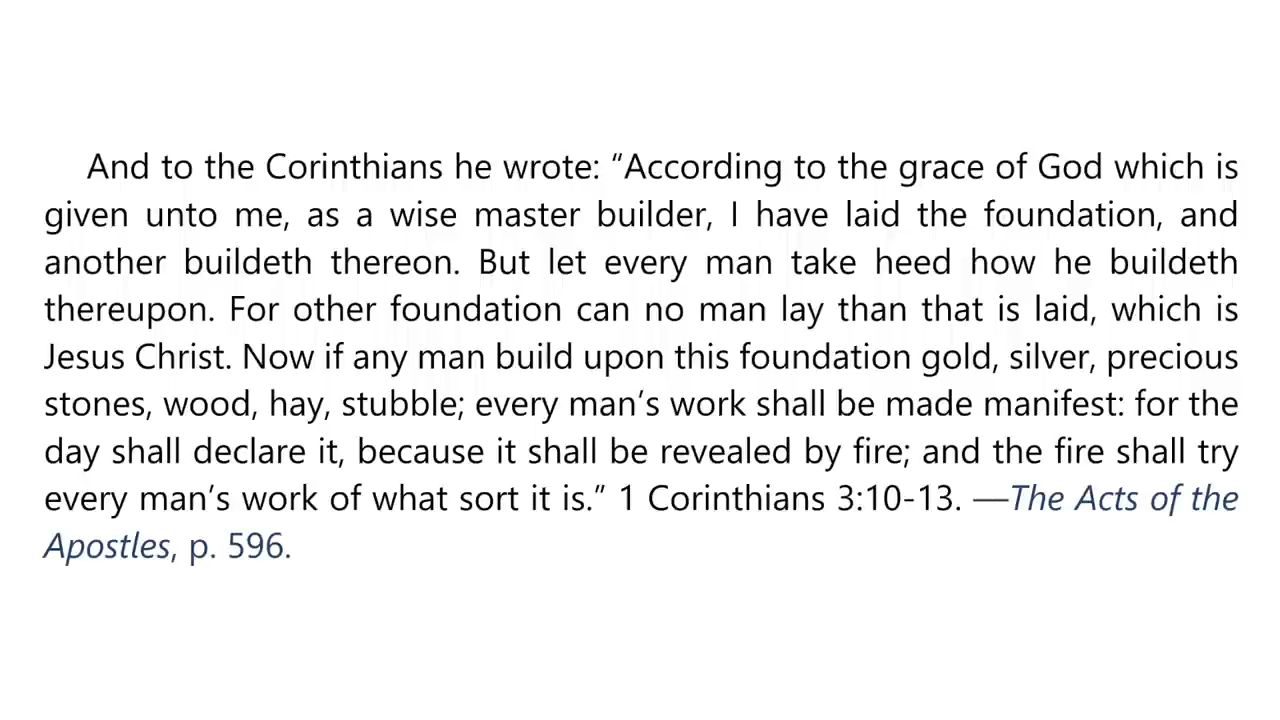 And to the Corinthians he wrote: “According to the grace of God which is
given unto me, as a wise master builder, I have laid the foundation, and
another buildeth thereon. But let every man take heed how he buildeth
thereupon. For other foundation can no man lay than that is laid, which is
Jesus Christ. Now if any man build upon this foundation gold, silver, precious
stones, wood, hay, stubble; every man’s work shall be made manifest: for the
day shall declare it, because it shall be revealed by fire; and the fire shall try
every man’s work of what sort it is.” 1 Corinthians 3:10-13. —The Acts of the
Apostles, p. 596.